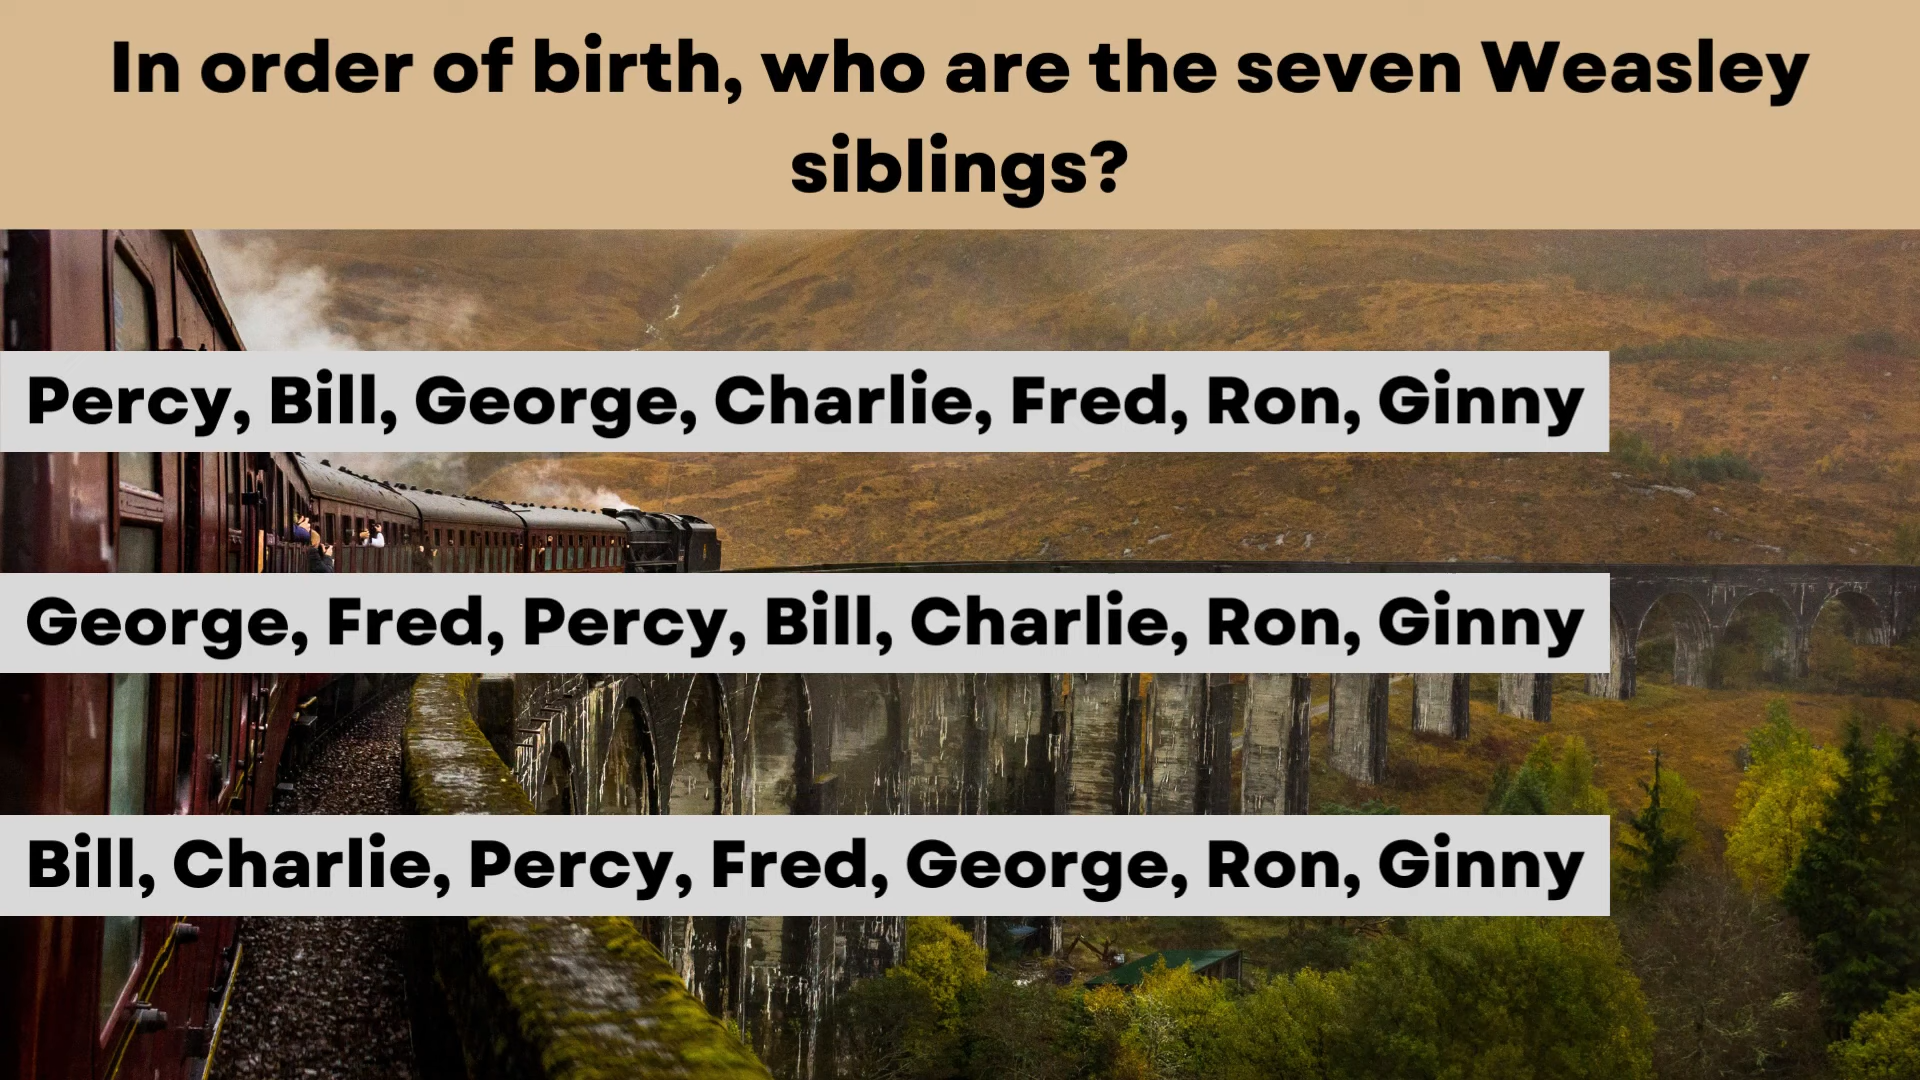 In order of birth, who are the seven Weasley
siblings?
Percy, Bill, George, Charlie, Fred, Ron, Ginny
George, Fred, Percy, Bill, Charlie, Ron, Ginny
Bill, Charlie, Percy, Fred, George, Ron, Ginny